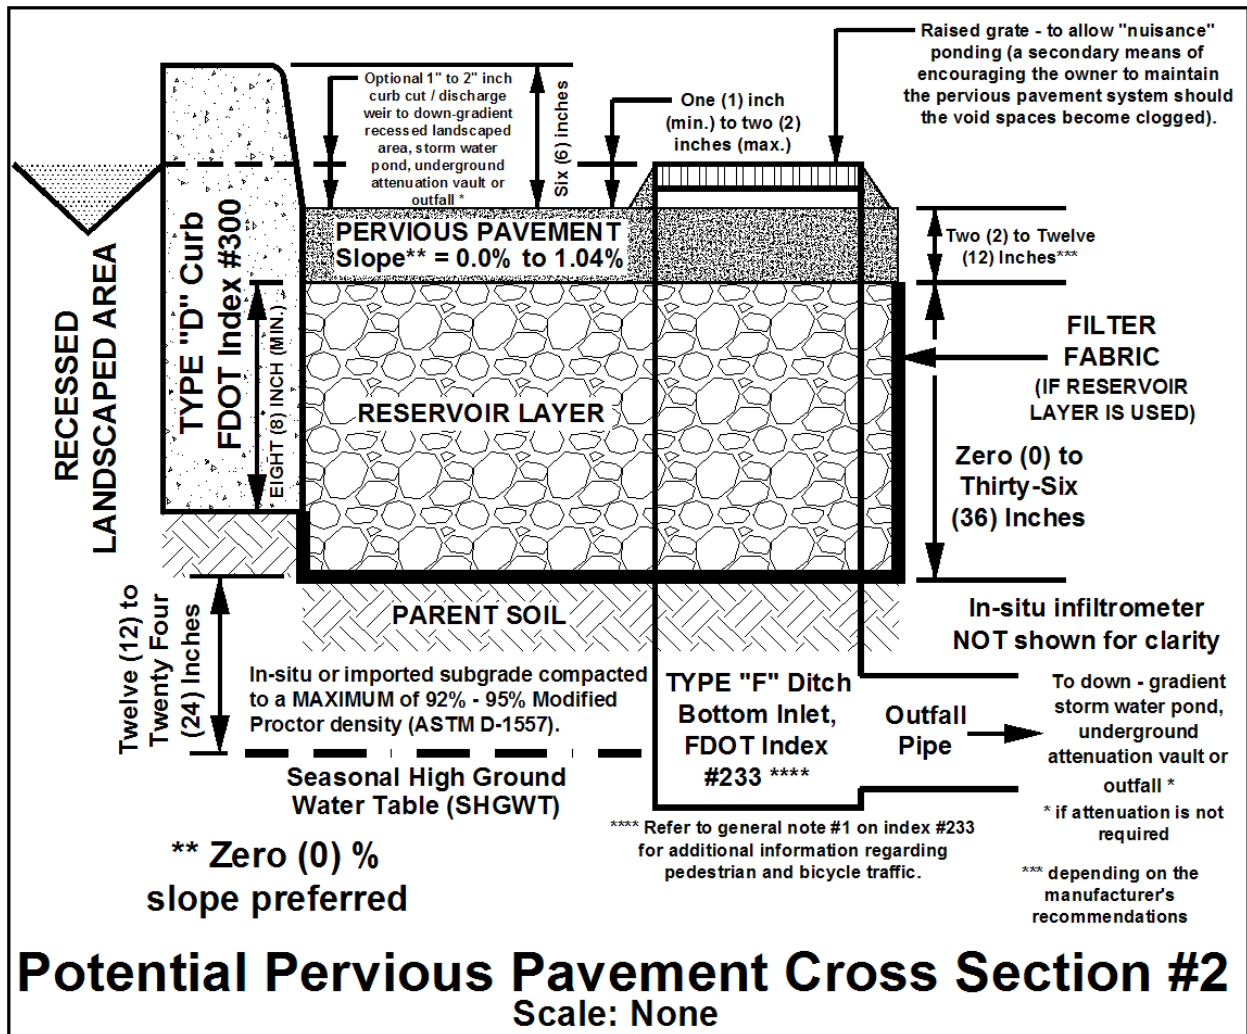 Raised grate - to allow "nuisance"
ponding (a secondary means of
encouraging the owner to maintain
the pervious pavement system should
the void spaces become clogged).
Optional 1" to 2" inch
curb cut / discharge
weir to down-gradient
recessed landscaped
area, storm water
pond, underground
attenuation vault or
outfall *
Six (6) inches
One (1) inch
(min.) to two (2)
inches (max.)
RECESSED
LANDSCAPED AREA
TYPE "D" Curb
FDOT Index #300
EIGHT (8) INCH (MIN.)
PERVIOUS PAVEMENT
Slope** = 0.0% to 1.04%
Two (2) to Twelve
(12) Inches***
RESERVOIR LAYER
FILTER
FABRIC
(IF RESERVOIR
LAYER IS USED)
Zero (0) to
Thirty-Six
(36) Inches
PARENT SOIL
In-situ infiltrometer
NOT shown for clarity
Twelve (12) to
Twenty Four
(24) Inches
In-situ or imported subgrade compacted
to a MAXIMUM of 92% - 95% Modified
Proctor density (ASTM D-1557).
Seasonal High Ground
Water Table (SHGWT)
TYPE "F" Ditch
Bottom Inlet,
FDOT Index
#233 ****
Outfall
Pipe
To down - gradient
storm water pond,
underground
attenuation vault or
outfall *
* if attenuation is not
required
**** Refer to general note #1 on index #233
for additional information regarding
pedestrian and bicycle traffic.
** Zero (0) %
slope preferred
*** depending on the
manufacturer's
recommendations
Potential Pervious Pavement Cross Section #2
Scale: None